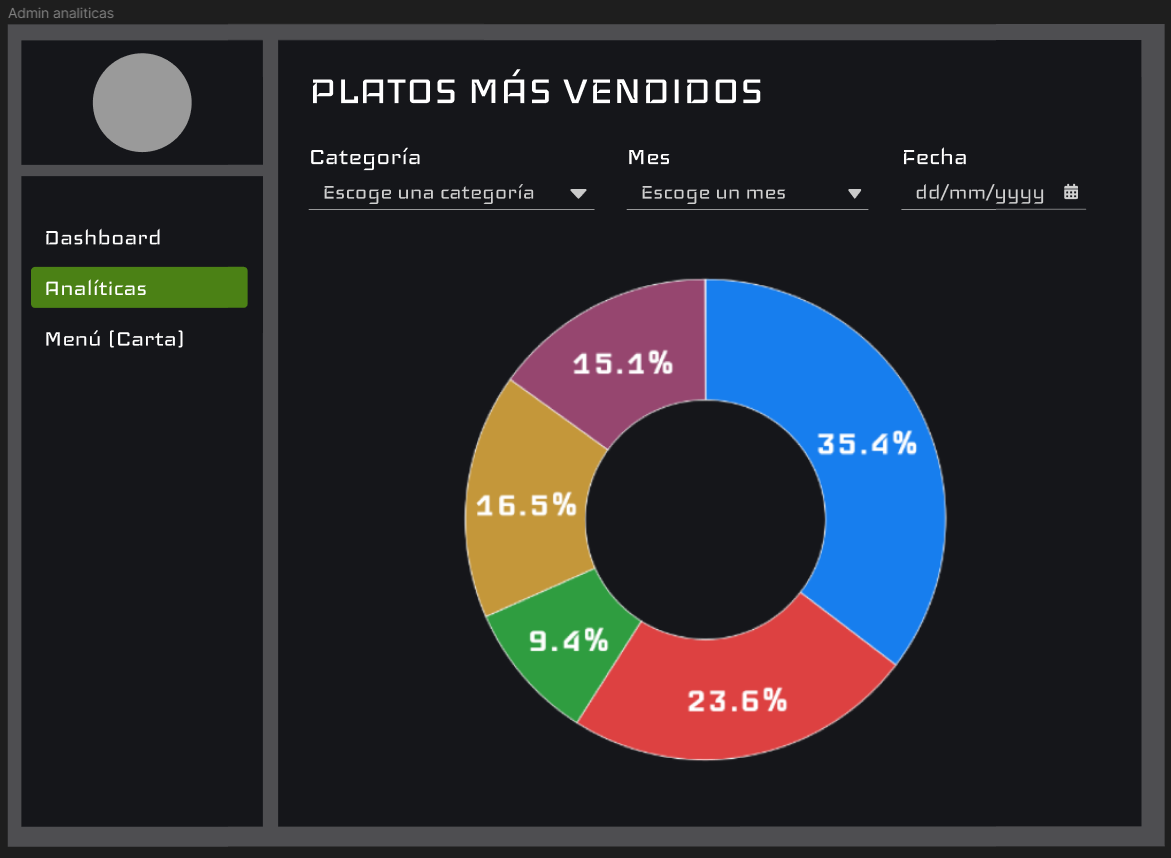 Admin analiticas
Dashboard
Analíticas
Menú (Carta)
PLATOS MÁS VENDIDOS
Categoría
Escoge una categoría
Mes
Escoge un mes
Fecha
dd/mm/yyyy
15.1%
35.4%
16.5%
9.4%
23.6%